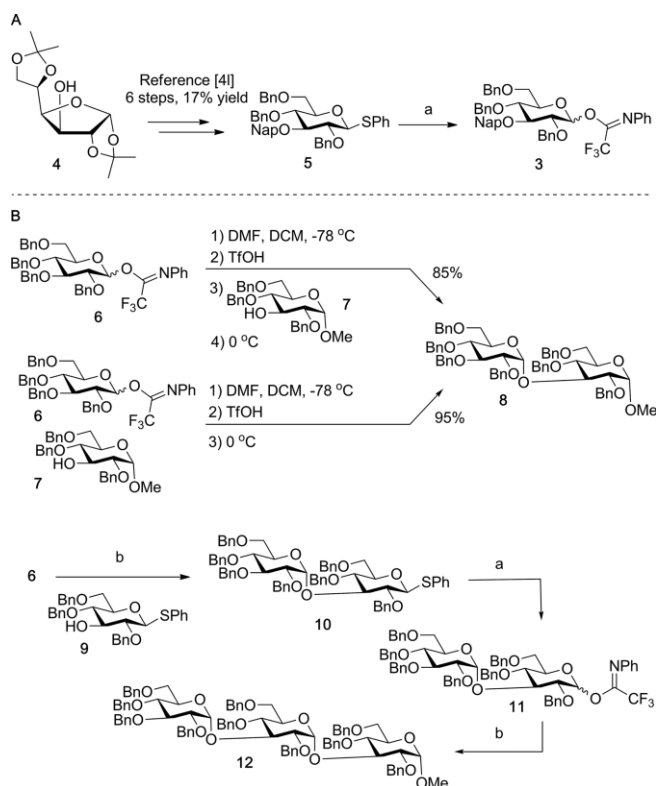 A
O
O
OH
O
O
O
4
Reference [4l]
6 steps, 17% yield
BnO
BnO
NapO
BnO
O
SPh
5
a
BnO
BnO
NapO
BnO
O
O
NPh
F3C
3
B
BnO
BnO
BnO
BnO
O
O
NPh
F3C
6
1) DMF, DCM, -78 °C
2) TfOH
3)
BnO
BnO
HO
BnO
O
OMe
7
4) 0 °C
85%
BnO
BnO
BnO
BnO
O
O
BnO
BnO
BnO
O
OMe
8
BnO
BnO
BnO
BnO
O
O
NPh
F3C
6
BnO
BnO
HO
BnO
O
OMe
7
1) DMF, DCM, -78 °C
2) TfOH
3) 0 °C
95%
6
b
BnO
BnO
HO
BnO
O
SPh
9
BnO
BnO
BnO
BnO
O
O
BnO
BnO
BnO
O
SPh
10
a
BnO
BnO
BnO
BnO
O
O
BnO
BnO
BnO
O
O
NPh
CF3
11
b
BnO
BnO
BnO
BnO
O
O
BnO
BnO
BnO
O
O
BnO
BnO
BnO
O
OMe
12